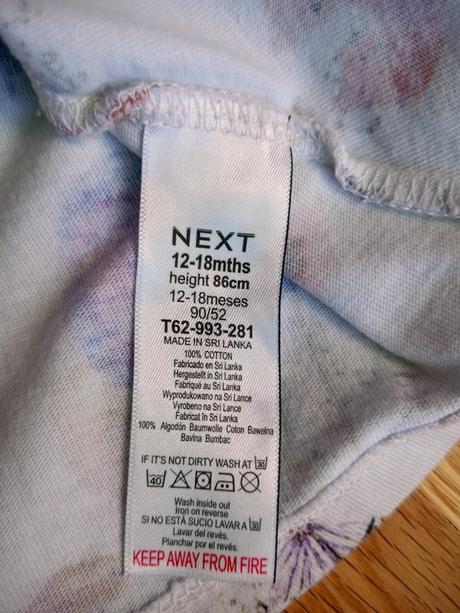 NEXT
12-18mths
height 86cm
12-18meses
90/52
T62-993-281
MADE IN SRI LANKA
100% COTTON
Fabricado en Sri Lanka
Hergestellt in Sri Lanka
Fabriqué au Sri Lanka
Wyprodukowano na Sri Lance
Vyrobeno na Sri Lance
Fabricat în Sri Lanka
100% Algodón Baumwolle Coton Bawełna
Bavlna Bumbac
IF IT'S NOT DIRTY WASH AT 30
40
Wash inside out
Iron on reverse
SI NO ESTÁ SUCIO LAVAR A 30
Lavar del revés.
Planchar por el revés.
KEEP AWAY FROM FIRE